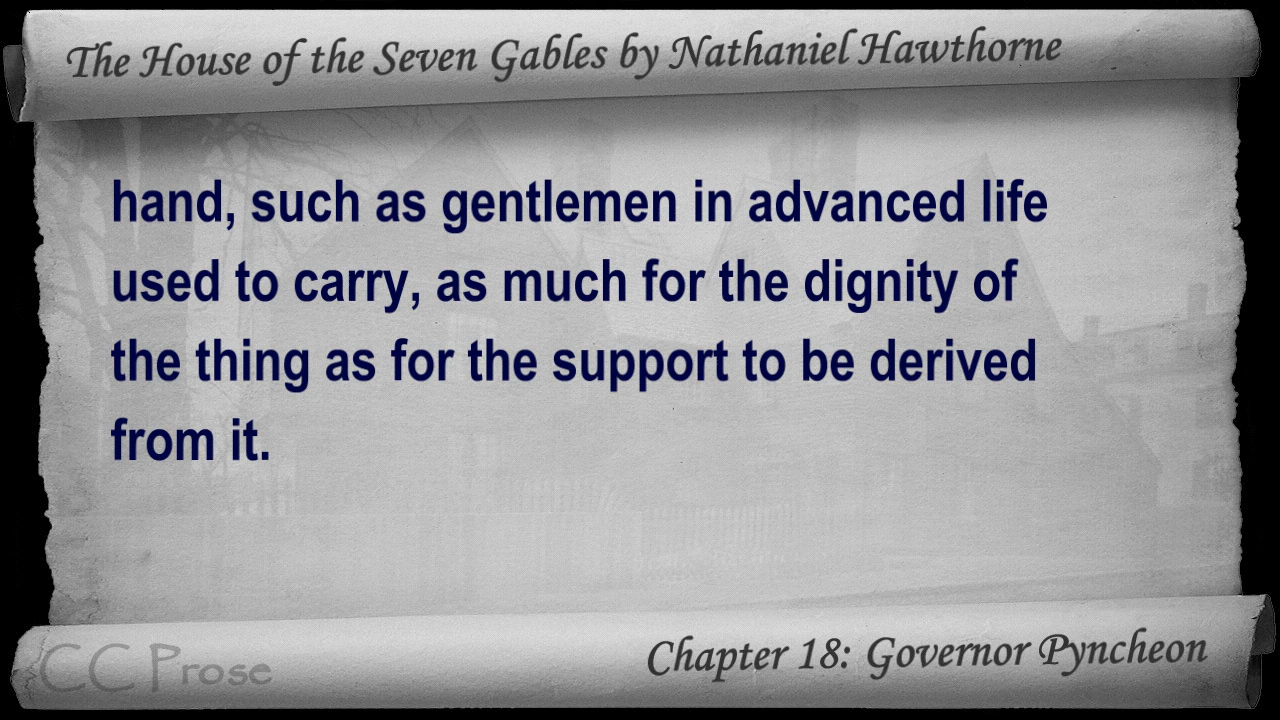 The House of the Seven Gables by Nathaniel Hawthorne
hand, such as gentlemen in advanced life
used to carry, as much for the dignity of
the thing as for the support to be derived
from it.
CC Prose
Chapter 18: Governor Pyncheon